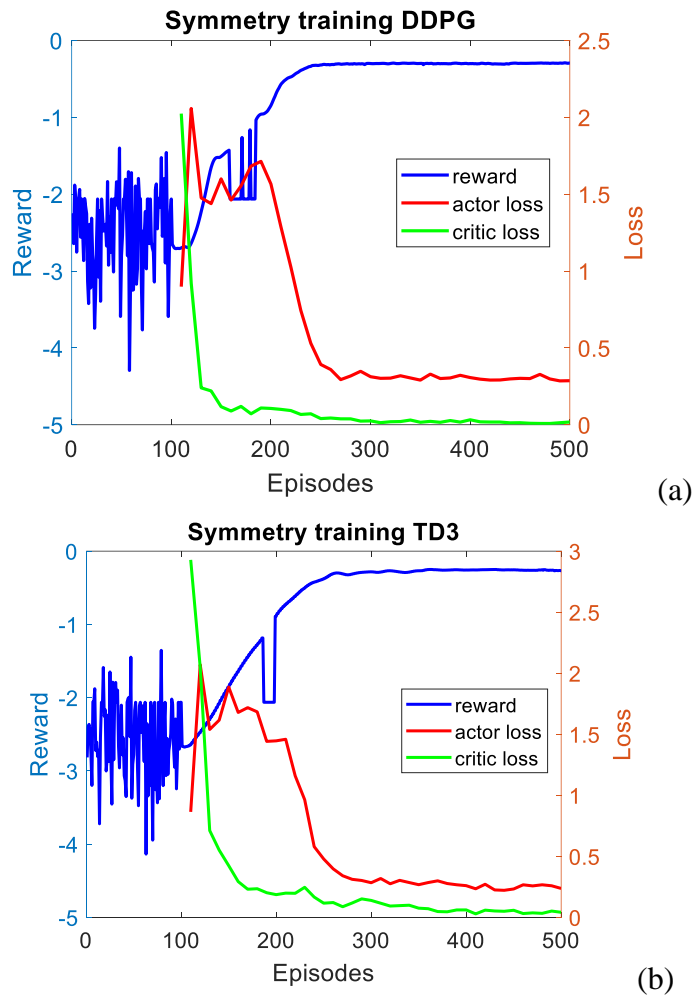 Symmetry training DDPG
0
-1
-2
-3
-4
-5
Reward
2.5
2
1.5
1
0.5
0
Loss
reward
actor loss
critic loss
0 100 200 300 400 500
Episodes
(a)
Symmetry training TD3
0
-1
-2
-3
-4
-5
Reward
3
2.5
2
1.5
1
0.5
0
Loss
reward
actor loss
critic loss
0 100 200 300 400 500
Episodes
(b)